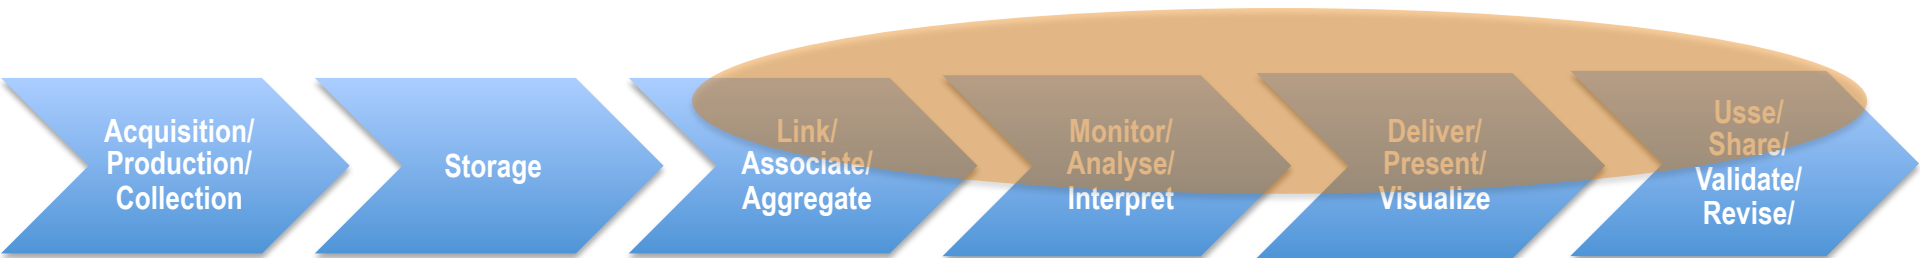 Acquisition/
Production/
Collection
Storage
Link/
Associate/
Aggregate
Monitor/
Analyse/
Interpret
Deliver/
Present/
Visualize
Usse/
Share/
Validate/
Revise/